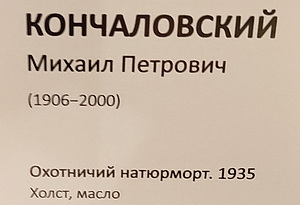 КОНЧАЛОВСКИЙ
Михаил Петрович
(1906–2000)
Охотничий натюрморт. 1935
Холст, масло